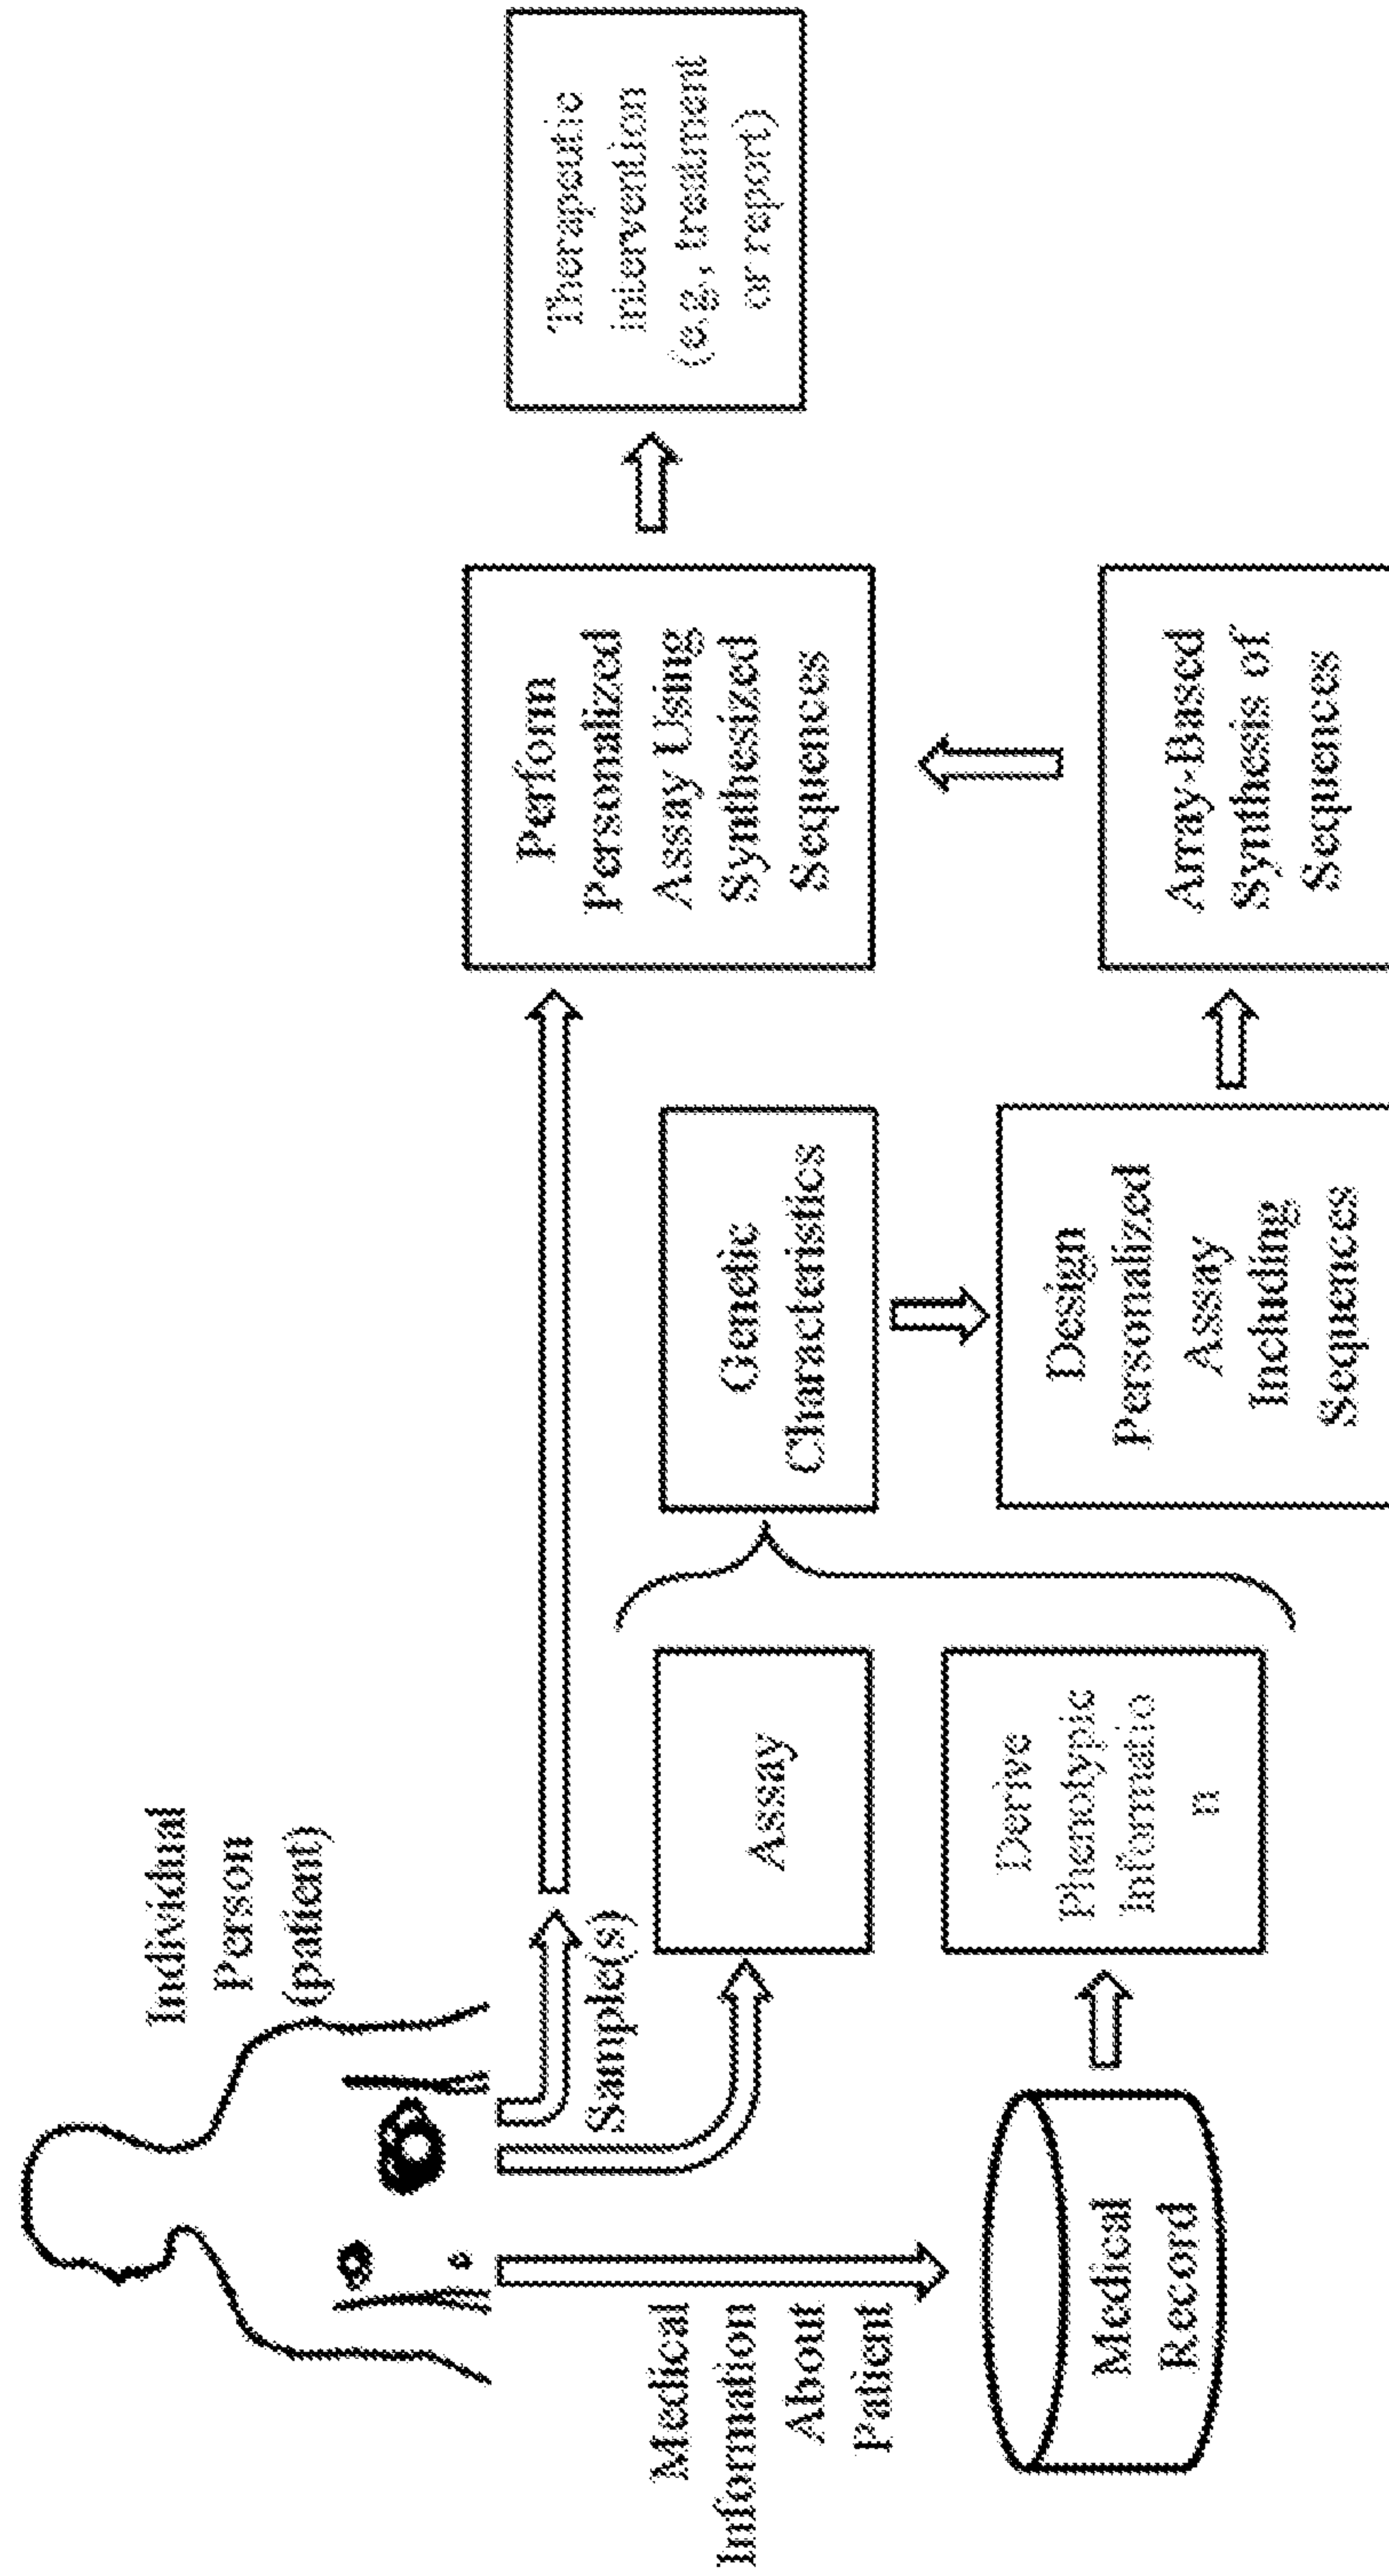 Individual
Person
(patient)
Medical
Information
About
Patient
Sample(s)
Medical
Record
Assay
Derive
Phenotypic
Informatio
n
Genetic
Characteristics
Design
Personalized
Assay
Including
Sequences
Array-Based
Synthesis of
Sequences
Perform
Personalized
Assay Using
Synthesized
Sequences
Therapeutic
intervention
(e.g., treatment
or report)